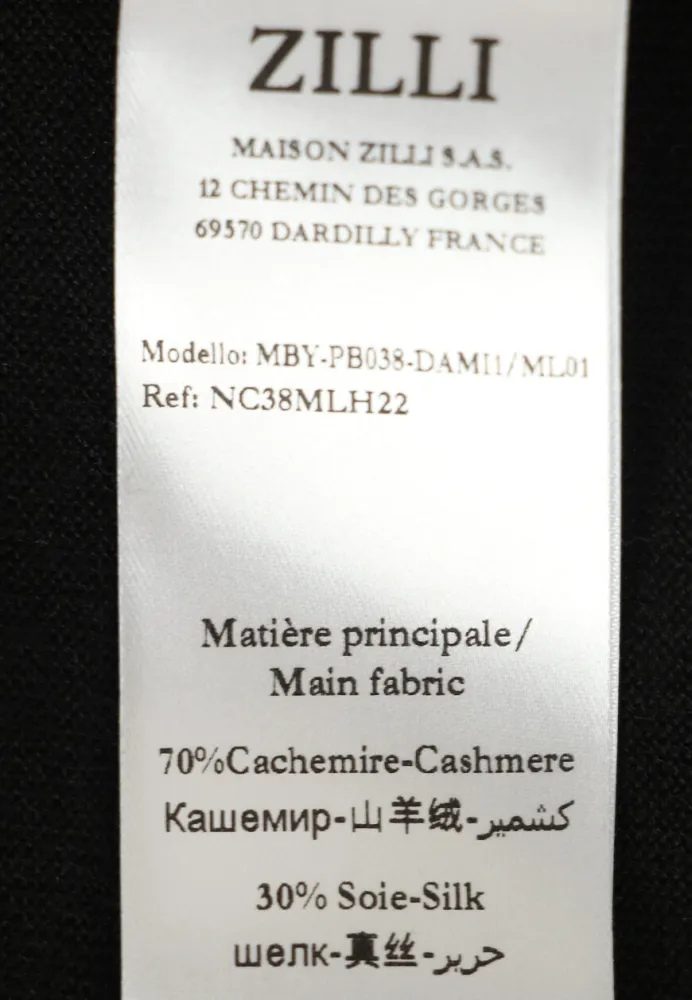 ZILLI
MAISON ZILLI S.A.S.
12 CHEMIN DES GORGES
69570 DARDILLY FRANCE
Modello: MBY-PB038-DAMI1/ML01
Ref: NC38MLH22
Matière principale/
Main fabric
70%Cachemire-Cashmere
Кашемир-山羊绒-كشمير
30% Soie-Silk
шелк-真丝-حرير